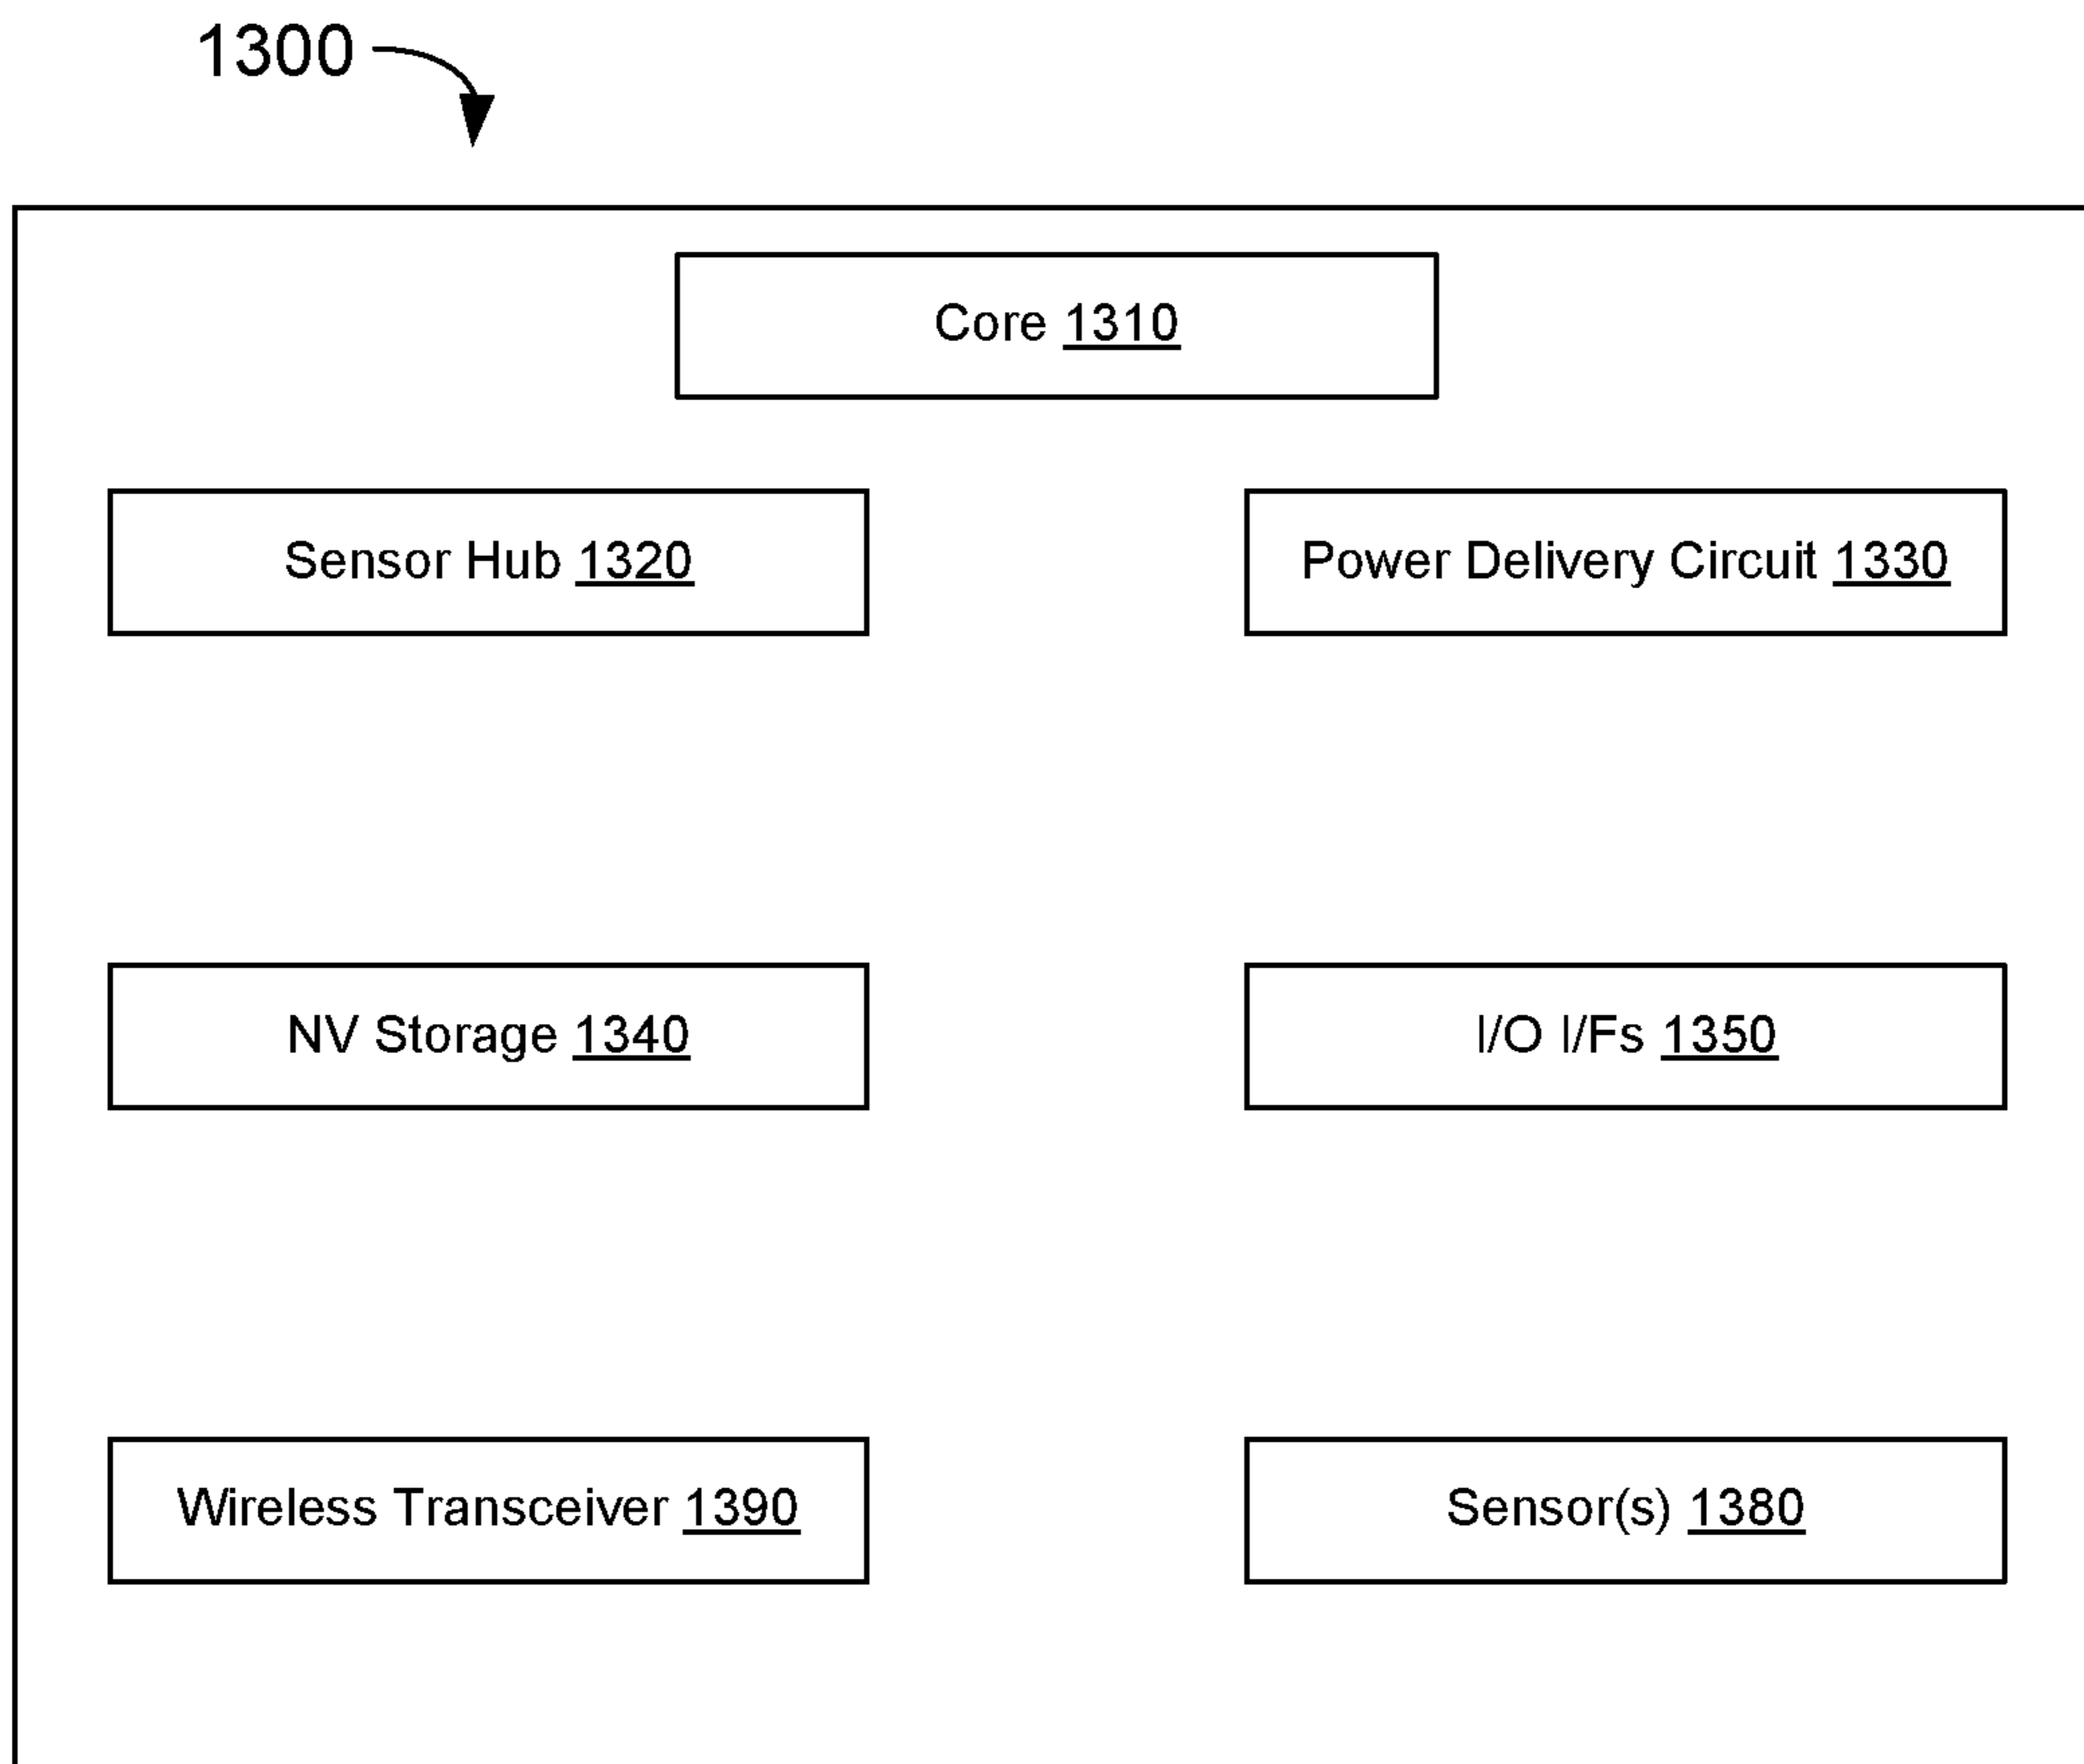 1300
Core 1310
Sensor Hub 1320
Power Delivery Circuit 1330
NV Storage 1340
I/O I/Fs 1350
Wireless Transceiver 1390
Sensor(s) 1380